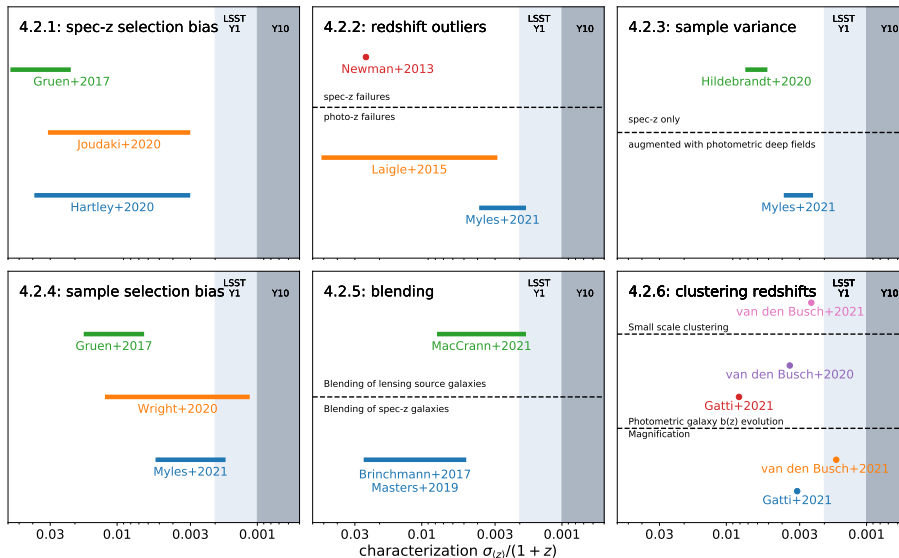 4.2.1: spec-z selection bias
LSST
Y1
Y10
Gruen+2017
Joudaki+2020
Hartley+2020
4.2.2: redshift outliers
LSST
Y1
Y10
Newman+2013
spec-z failures
photo-z failures
Laigle+2015
Myles+2021
4.2.3: sample variance
LSST
Y1
Y10
Hildebrandt+2020
spec-z only
augmented with photometric deep fields
Myles+2021
4.2.4: sample selection bias
LSST
Y1
Y10
Gruen+2017
Wright+2020
Myles+2021
0.03
0.01
0.003
0.001
4.2.5: blending
LSST
Y1
Y10
MacCrann+2021
Blending of lensing source galaxies
Blending of spec-z galaxies
Brinchmann+2017
Masters+2019
0.03
0.01
0.003
0.001
4.2.6: clustering redshifts
LSST
Y1
Y10
van den Busch+2021
Small scale clustering
van den Busch+2020
Gatti+2021
Photometric galaxy b(z) evolution
Magnification
van den Busch+2021
Gatti+2021
0.03
0.01
0.003
0.001
characterization σ⟨z⟩/(1 + z)